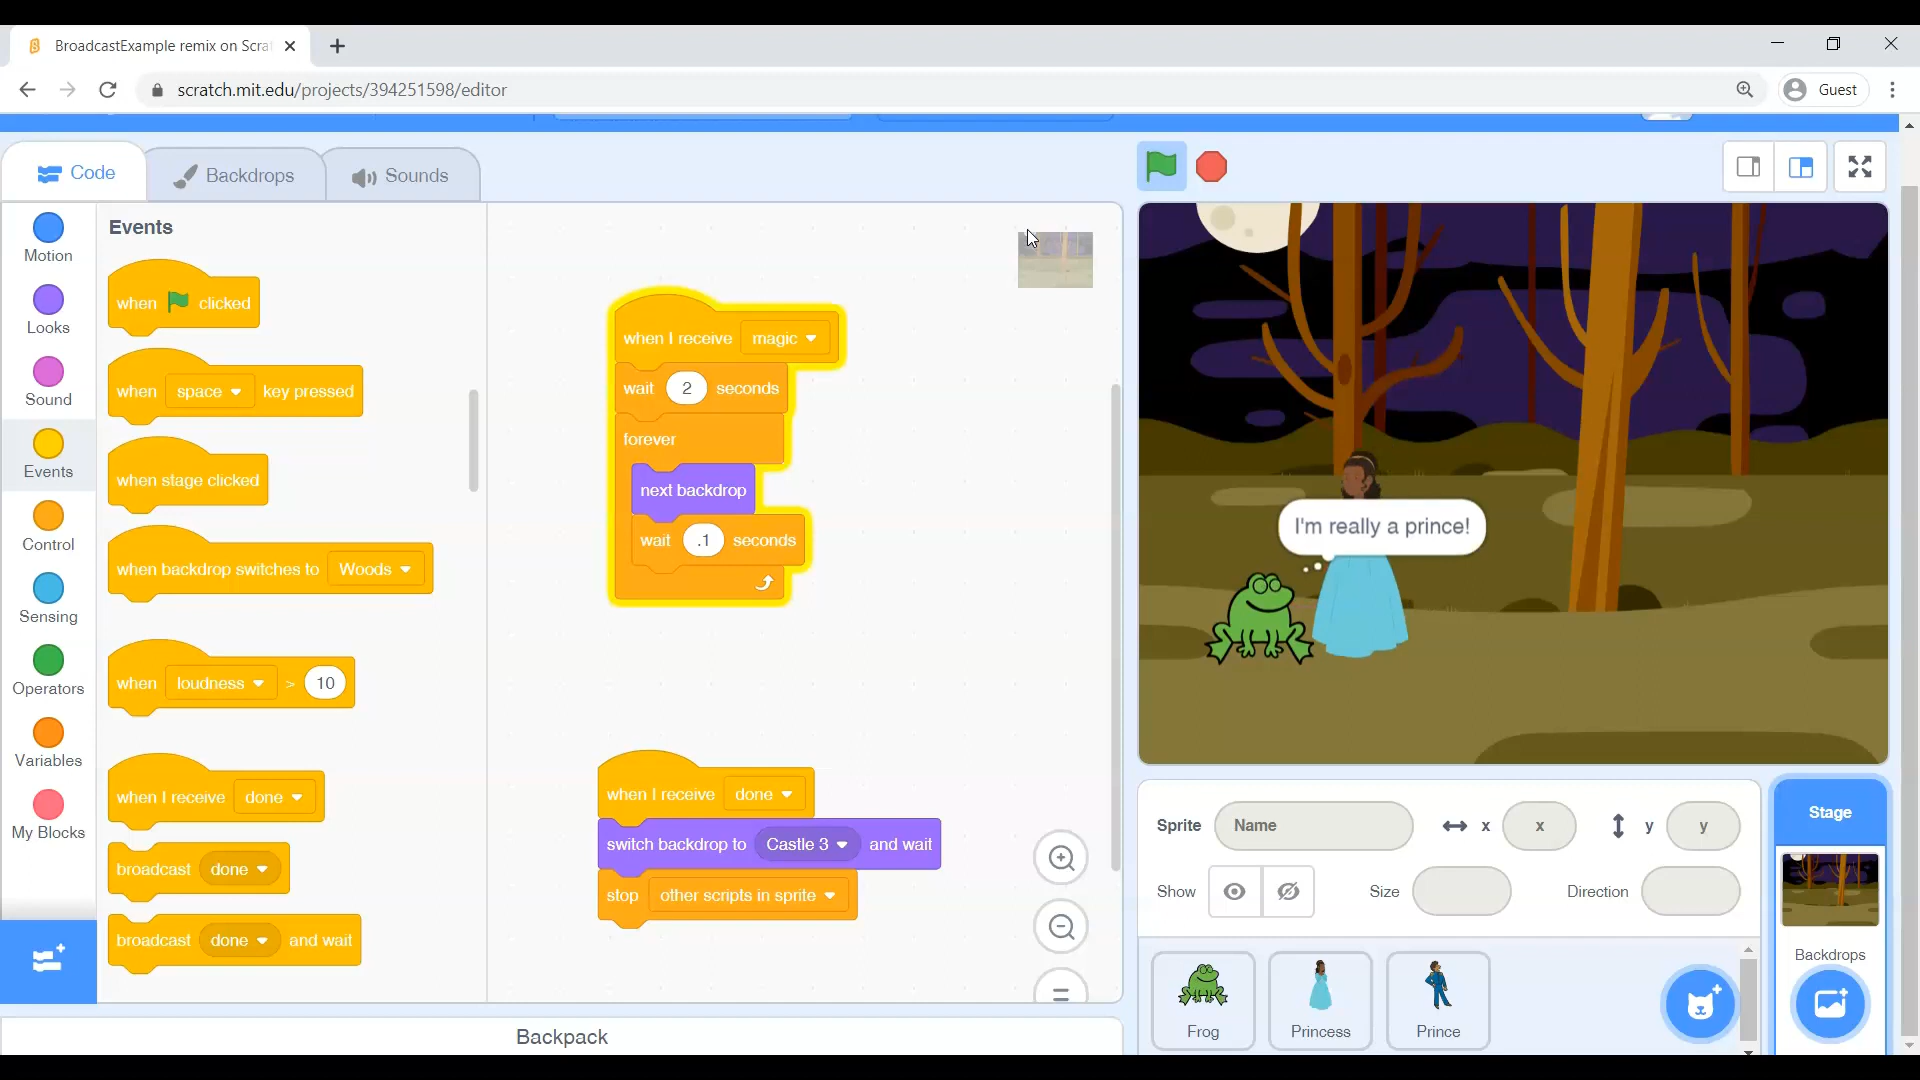 BroadcastExample remix on Scra
scratch.mit.edu/projects/394251598/editor
Guest
Code
Backdrops
Sounds
Motion
Looks
Sound
Events
Control
Sensing
Operators
Variables
My Blocks
Events
when clicked
when space key pressed
when stage clicked
when backdrop switches to Woods
when loudness > 10
when I receive done
broadcast done
broadcast done and wait
when I receive magic
wait 2 seconds
forever
next backdrop
wait .1 seconds
when I receive done
switch backdrop to Castle 3 and wait
stop other scripts in sprite
Backpack
I'm really a prince!
Sprite Name x x y y
Show Size Direction
Frog
Princess
Prince
Stage
Backdrops